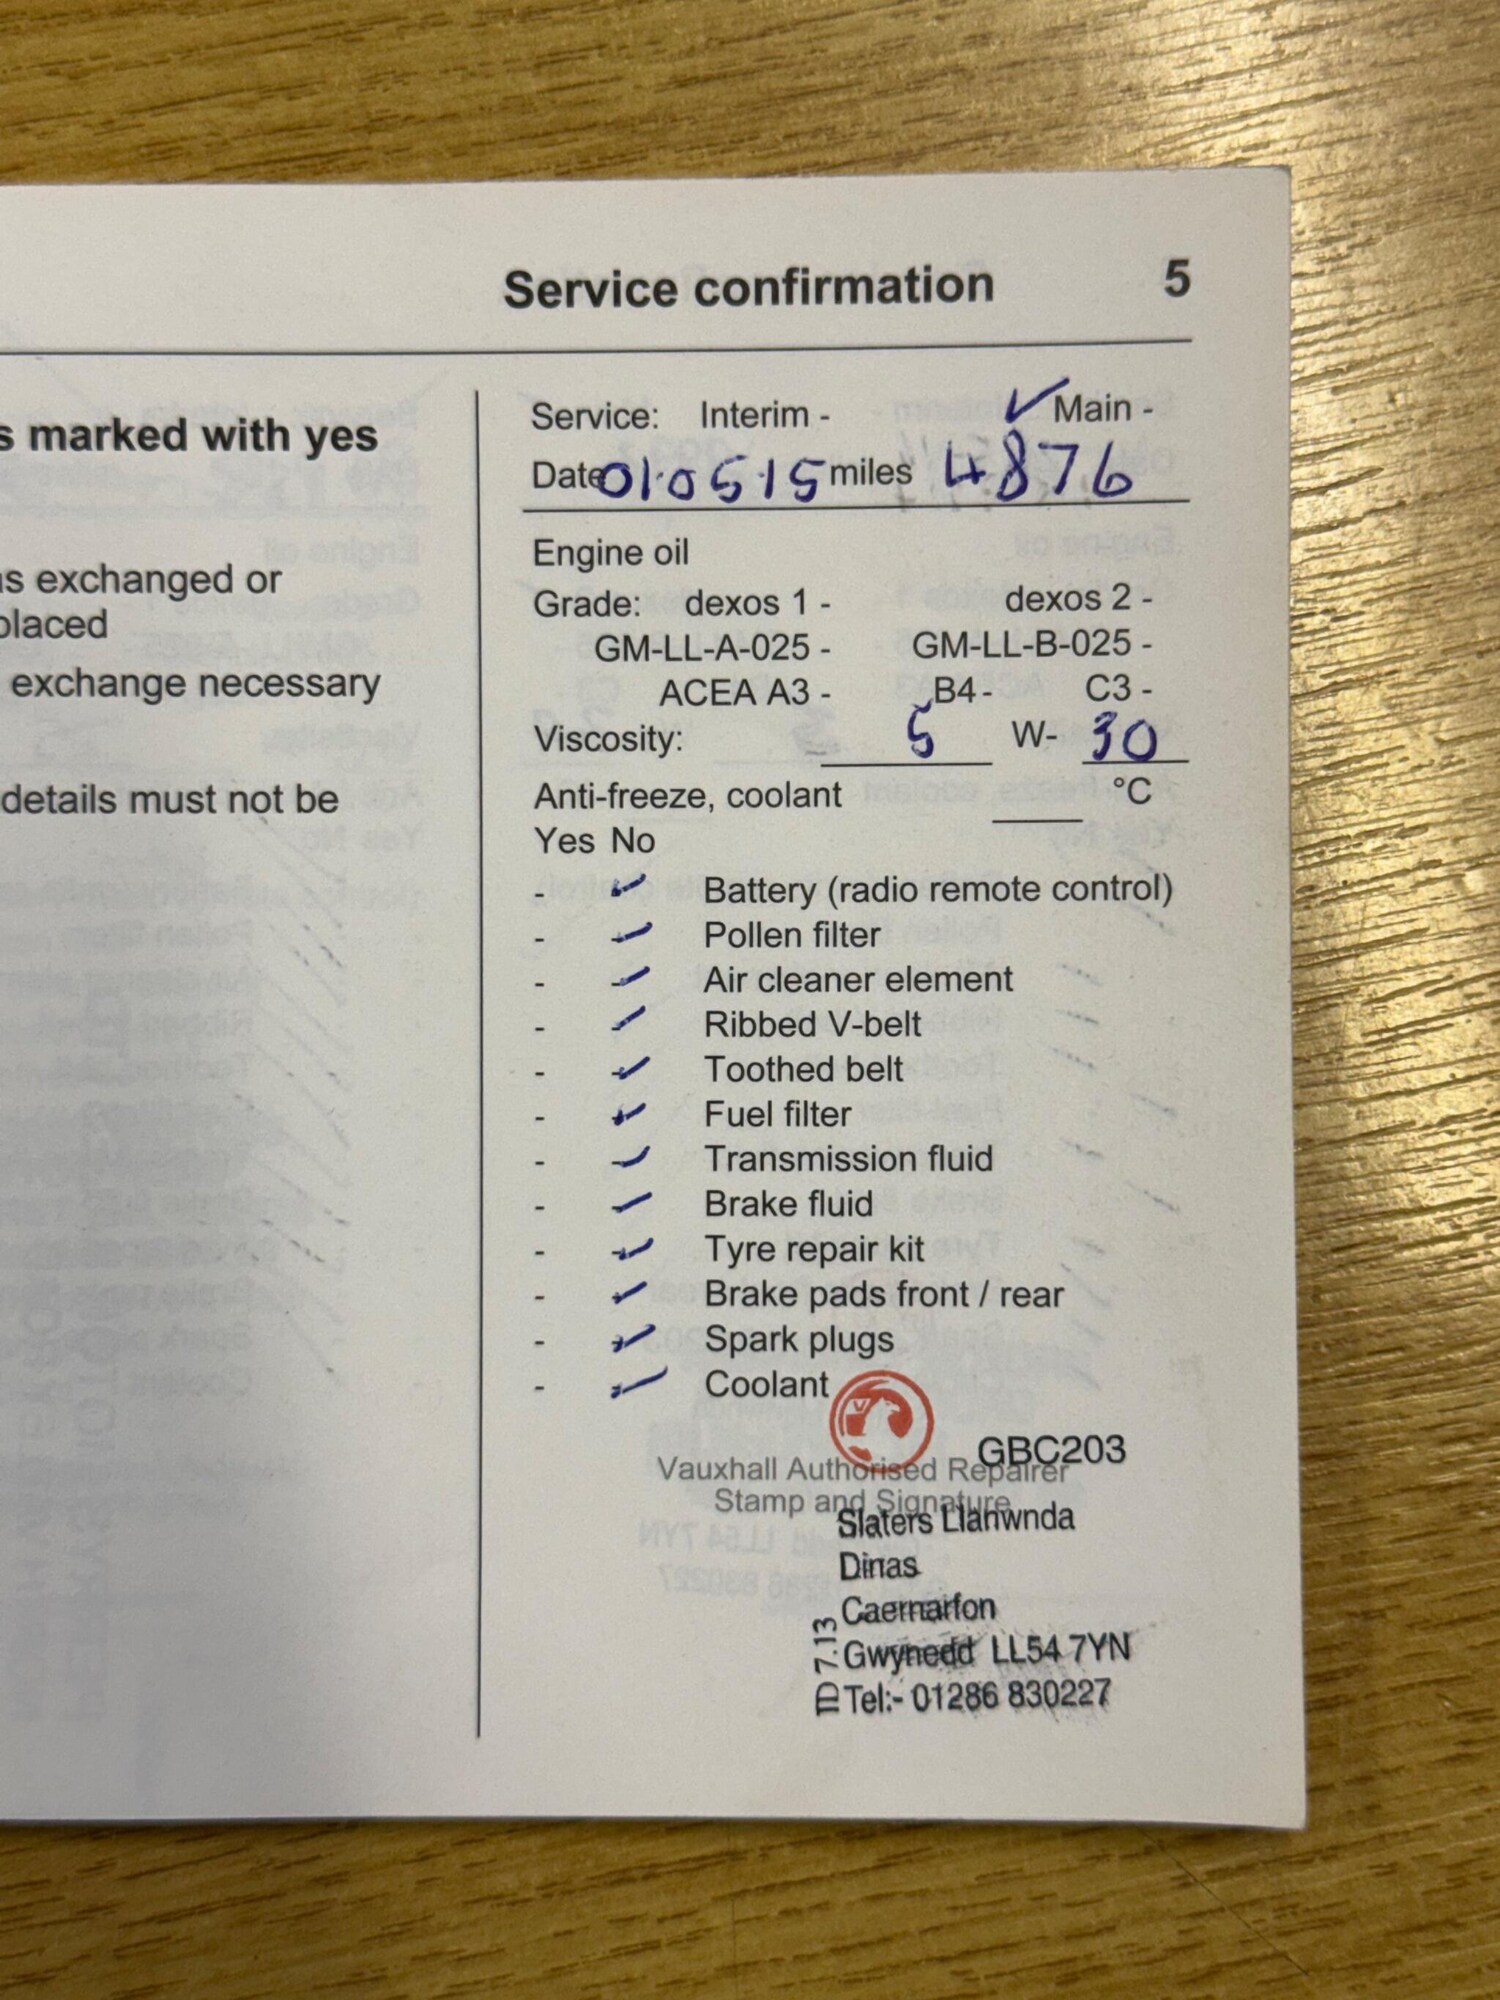 Service confirmation 5
s marked with yes
as exchanged or
placed
exchange necessary
details must not be
Service: Interim - ✓ Main -
Date 01.05.15 miles 4876
Engine oil
Grade: dexos 1 - dexos 2 -
GM-LL-A-025 - GM-LL-B-025 -
ACEA A3 - B4 - C3 -
Viscosity: 5 W- 30
Anti-freeze, coolant °C
Yes No
- ✓ Battery (radio remote control)
- ✓ Pollen filter
- ✓ Air cleaner element
- ✓ Ribbed V-belt
- ✓ Toothed belt
- ✓ Fuel filter
- ✓ Transmission fluid
- ✓ Brake fluid
- ✓ Tyre repair kit
- ✓ Brake pads front / rear
- ✓ Spark plugs
- ✓ Coolant
GBC203
Vauxhall Authorised Repairer
Stamp and Signature
Slaters Llanwnda
Dinas
Caernarfon
Gwynedd LL54 7YN
Tel:- 01286 830227
ID 7.13